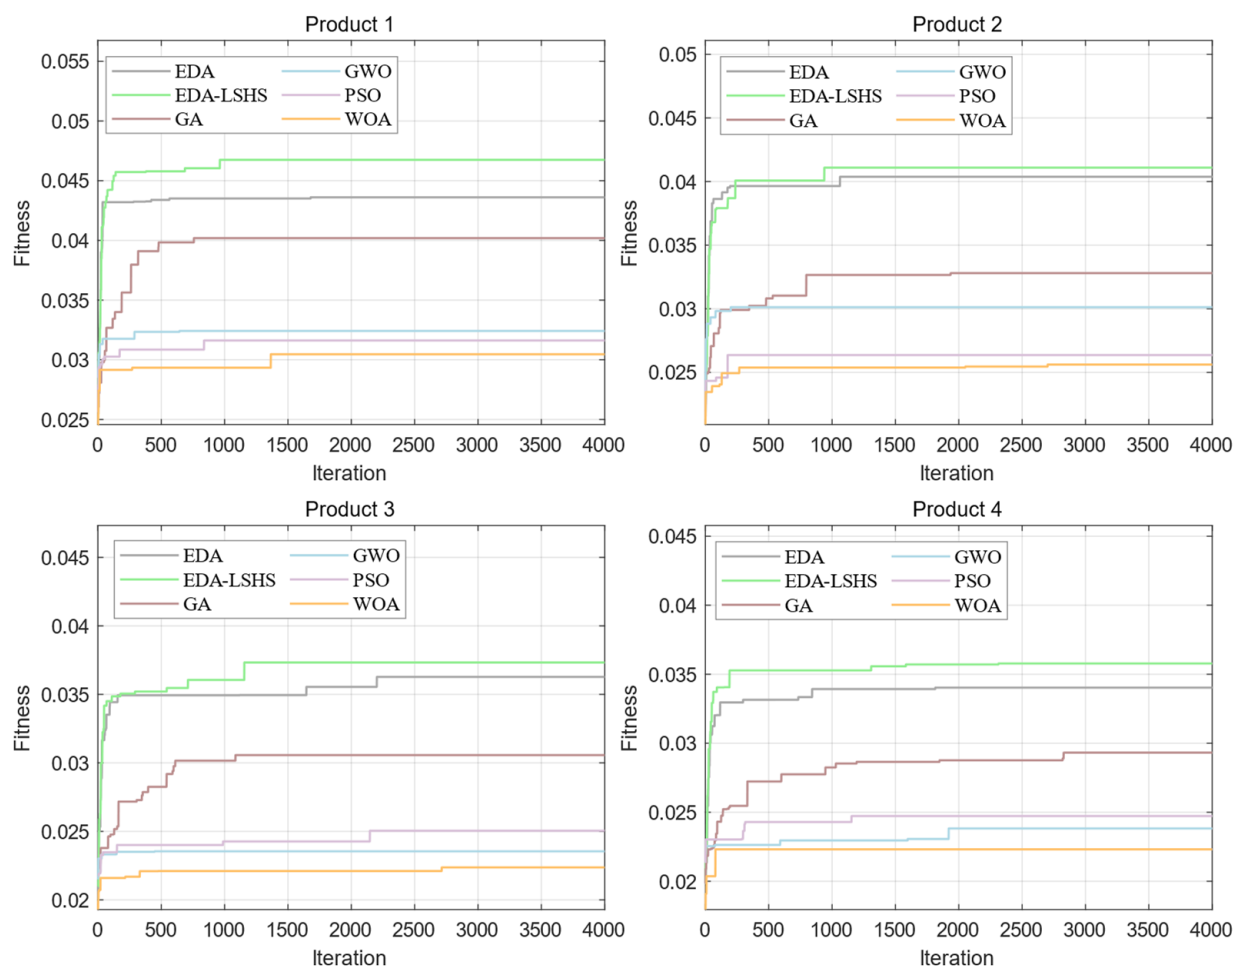 Product 1
Fitness
0.055
0.05
0.045
0.04
0.035
0.03
0.025
EDA GWO
EDA-LSHS PSO
GA WOA
0 500 1000 1500 2000 2500 3000 3500 4000
Iteration
Product 2
Fitness
0.05
0.045
0.04
0.035
0.03
0.025
EDA GWO
EDA-LSHS PSO
GA WOA
0 500 1000 1500 2000 2500 3000 3500 4000
Iteration
Product 3
Fitness
0.045
0.04
0.035
0.03
0.025
0.02
EDA GWO
EDA-LSHS PSO
GA WOA
0 500 1000 1500 2000 2500 3000 3500 4000
Iteration
Product 4
Fitness
0.045
0.04
0.035
0.03
0.025
0.02
EDA GWO
EDA-LSHS PSO
GA WOA
0 500 1000 1500 2000 2500 3000 3500 4000
Iteration